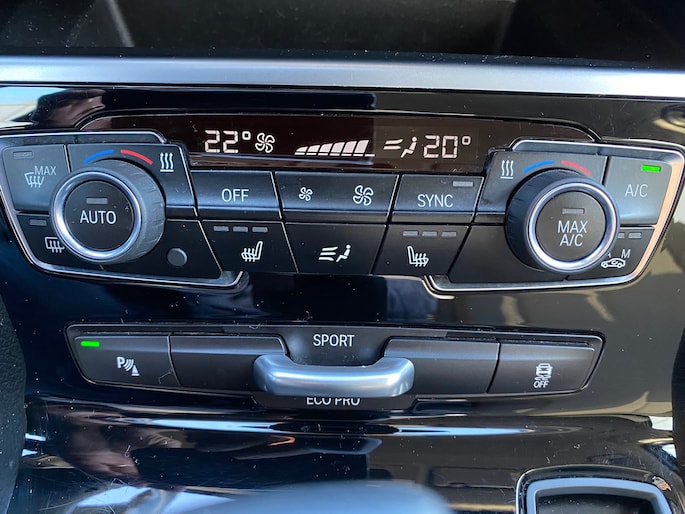 22° 20°
MAX
AUTO
OFF
SYNC
MAX
A/C
A/C
A M
P
SPORT
ECO PRO
OFF